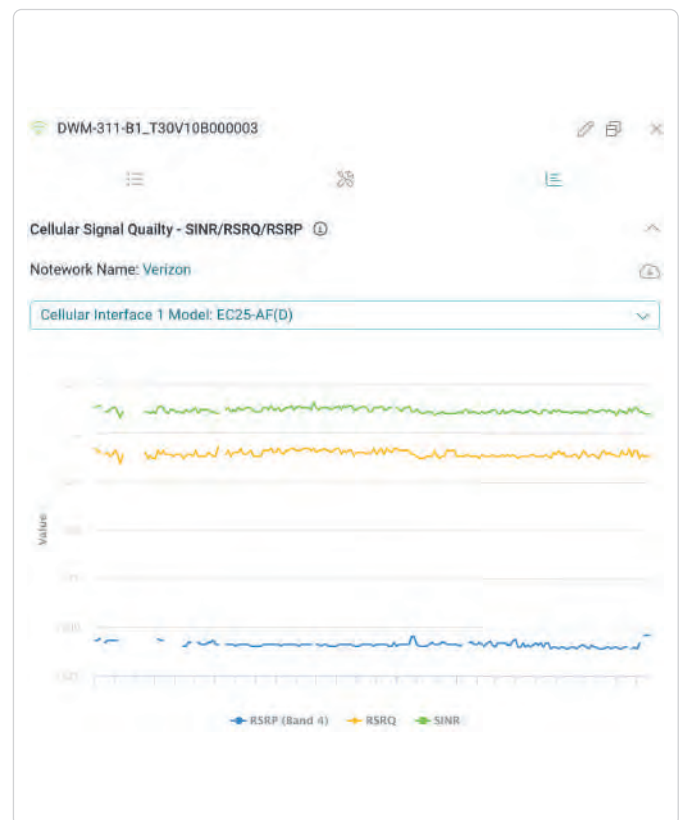 DWM-311-B1_T30V10B000003
Cellular Signal Quailty - SINR/RSRQ/RSRP
Notework Name: Verizon
Cellular Interface 1 Model: EC25-AF(D)
Value
RSRP (Band 4) RSRQ SINR